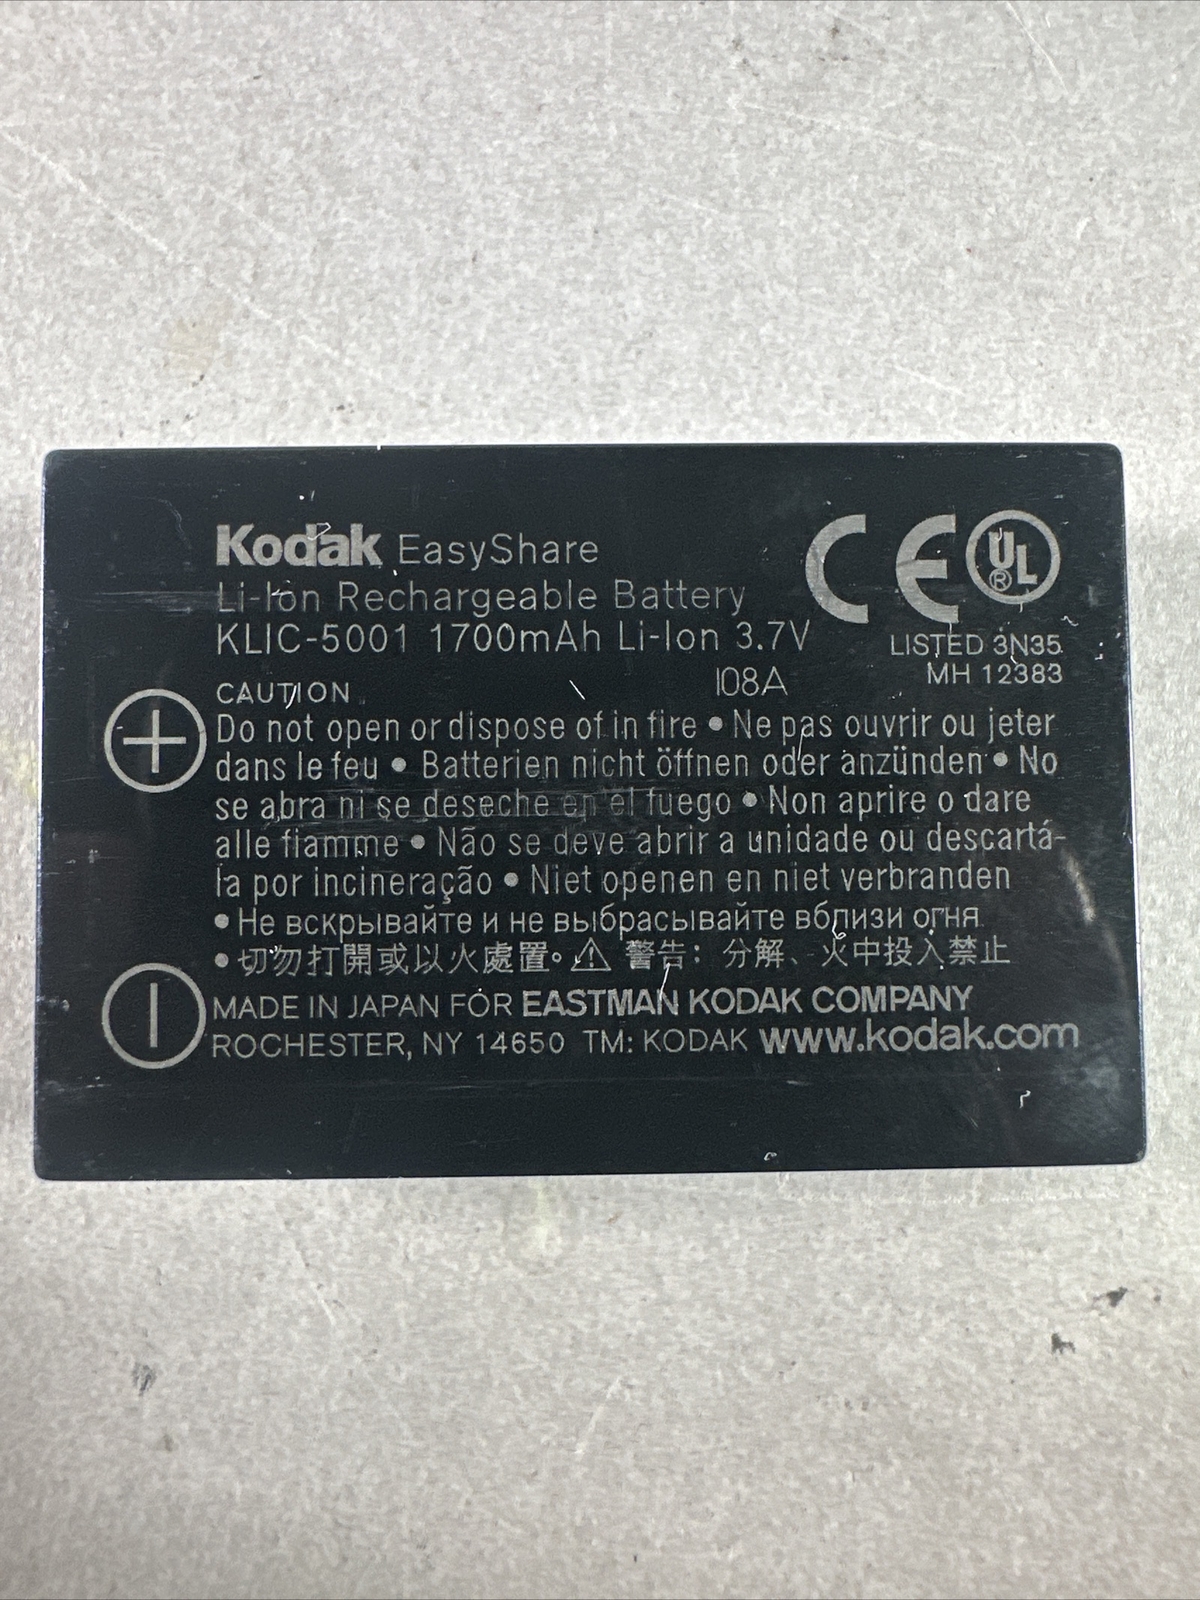 Kodak EasyShare
Li-Ion Rechargeable Battery
KLIC-5001 1700mAh Li-Ion 3.7V
CE
UL
®
LISTED 3N35
MH 12383
108A
CAUTION
Do not open or dispose of in fire • Ne pas ouvrir ou jeter
dans le feu • Batterien nicht öffnen oder anzünden • No
se abra ni se deseche en el fuego • Non aprire o dare
alle fiamme • Não se deve abrir a unidade ou descartá-
la por incineração • Niet openen en niet verbranden
• Не вскрывайте и не выбрасывайте вблизи огня
• 切勿打開或以火處置。⚠ 警告：分解、火中投入禁止
MADE IN JAPAN FOR EASTMAN KODAK COMPANY
ROCHESTER, NY 14650 TM: KODAK www.kodak.com